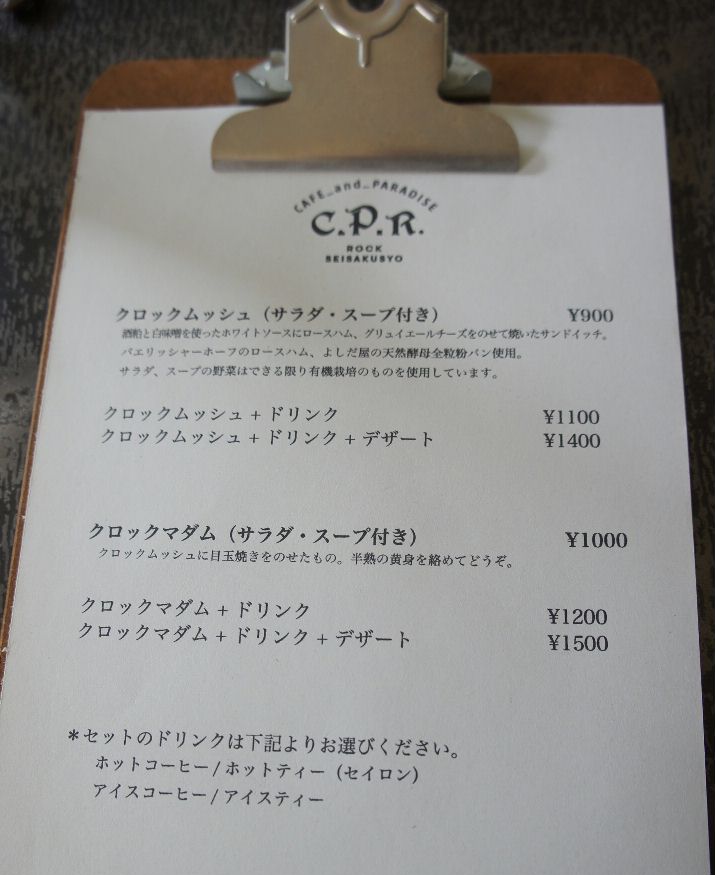 CAFE_and_PARADISE
C.P.R.
ROCK
SEISAKUSYO
クロックムッシュ（サラダ・スープ付き） ¥900
酒粕と白味噌を使ったホワイトソースにロースハム、グリュイエールチーズをのせて焼いたサンドイッチ。
バエリッシャーホーフのロースハム、よしだ屋の天然酵母全粒粉パン使用。
サラダ、スープの野菜はできる限り有機栽培のものを使用しています。
クロックムッシュ + ドリンク ¥1100
クロックムッシュ + ドリンク + デザート ¥1400
クロックマダム（サラダ・スープ付き） ¥1000
クロックムッシュに目玉焼きをのせたもの。半熟の黄身を絡めてどうぞ。
クロックマダム + ドリンク ¥1200
クロックマダム + ドリンク + デザート ¥1500
＊セットのドリンクは下記よりお選びください。
ホットコーヒー / ホットティー（セイロン）
アイスコーヒー / アイスティー